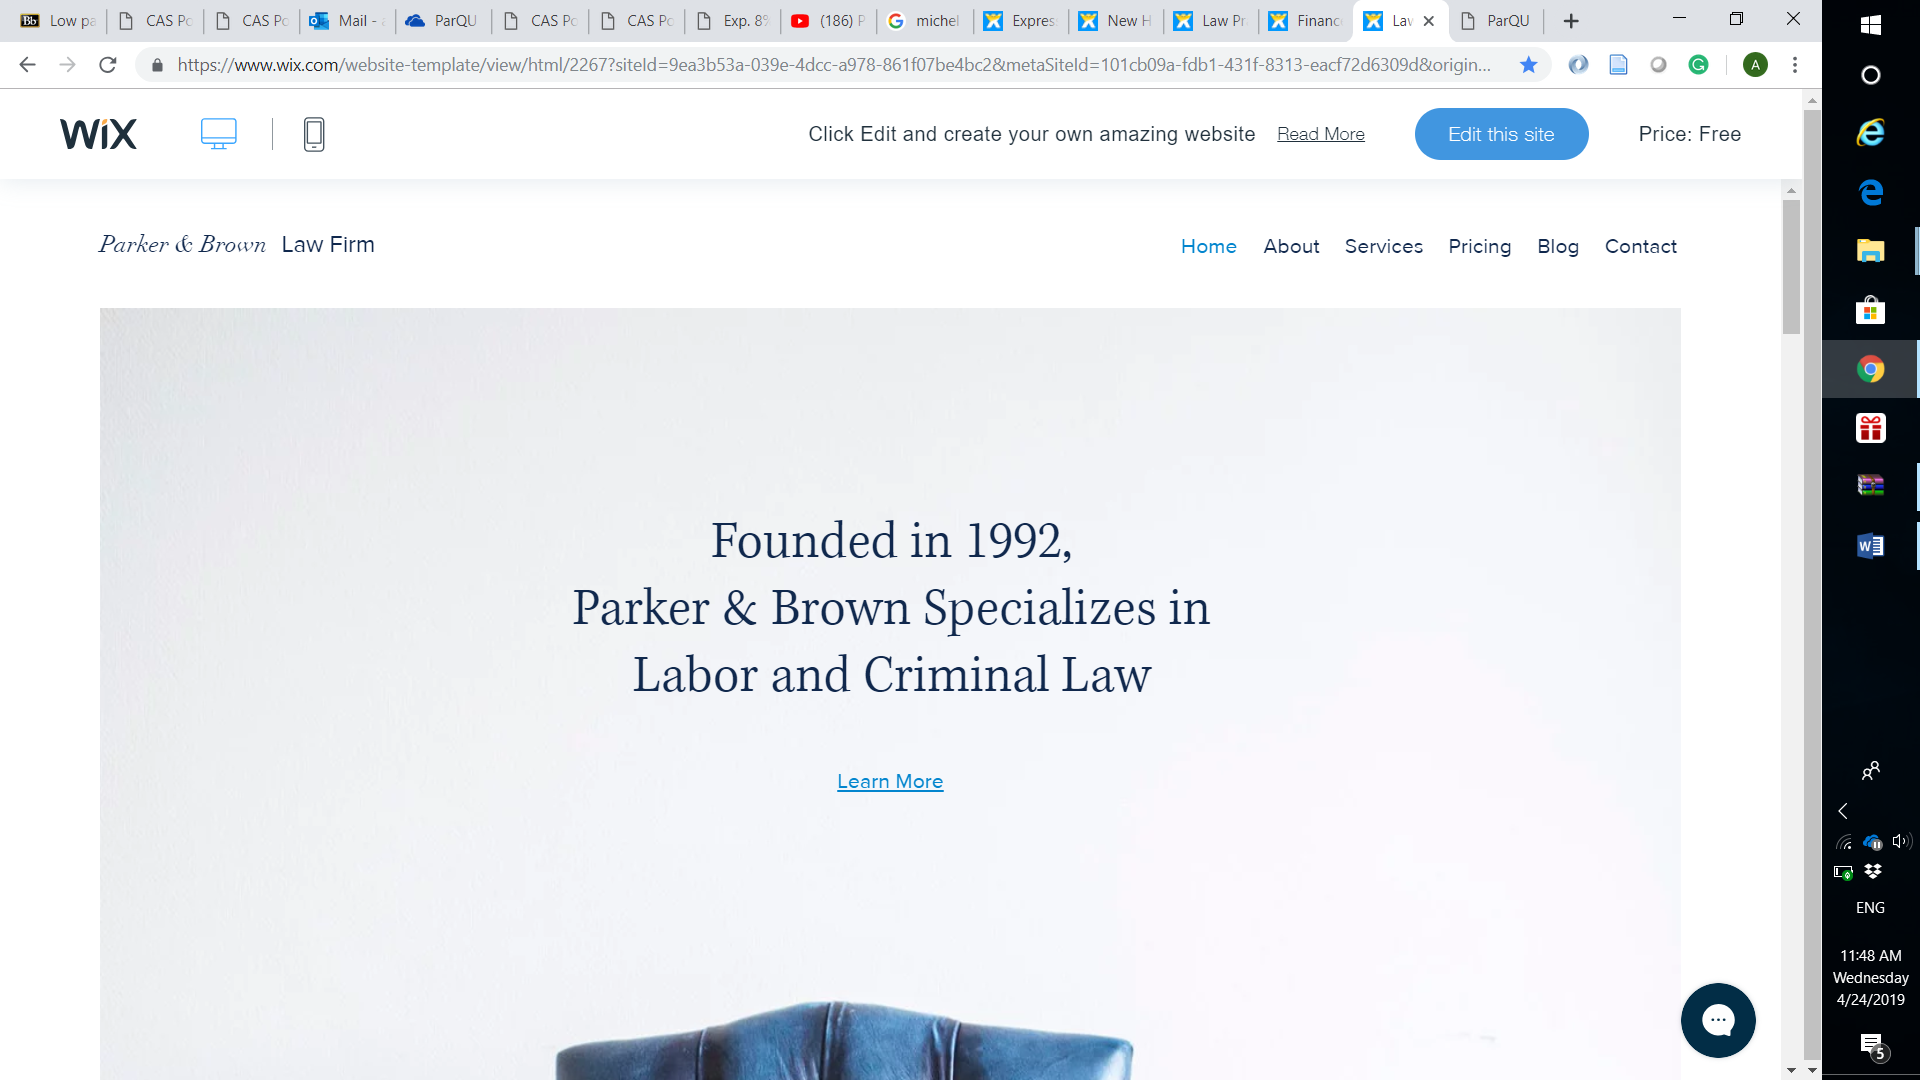 Low pa
CAS Po
CAS Po
Mail - a
ParQU
CAS Po
CAS Po
Exp. 8%
(186) P
michel
Expres
New H
Law Pr
Financ
Law
ParQU
https://www.wix.com/website-template/view/html/2267?siteId=9ea3b53a-039e-4dcc-a978-861f07be4bc2&metaSiteId=101cb09a-fdb1-431f-8313-eacf72d6309d&origin...
A
WiX
Click Edit and create your own amazing website Read More
Edit this site
Price: Free
Parker & Brown Law Firm
Home About Services Pricing Blog Contact
Founded in 1992,
Parker & Brown Specializes in
Labor and Criminal Law
Learn More
ENG
11:48 AM
Wednesday
4/24/2019
5